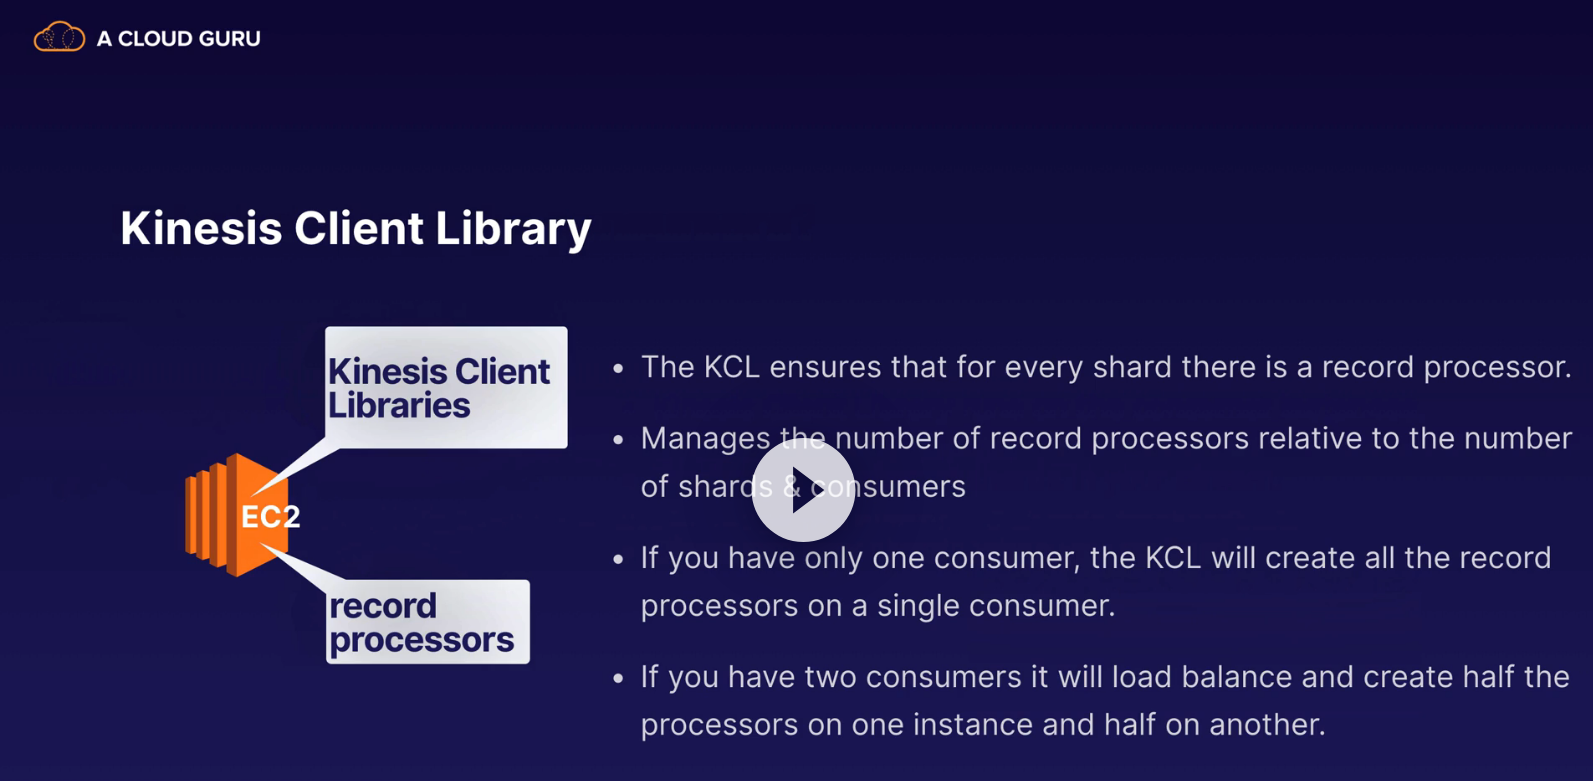 A CLOUD GURU
Kinesis Client Library
Kinesis Client
Libraries
EC2
record
processors
The KCL ensures that for every shard there is a record processor.
Manages the number of record processors relative to the number
of shards & consumers
If you have only one consumer, the KCL will create all the record
processors on a single consumer.
If you have two consumers it will load balance and create half the
processors on one instance and half on another.